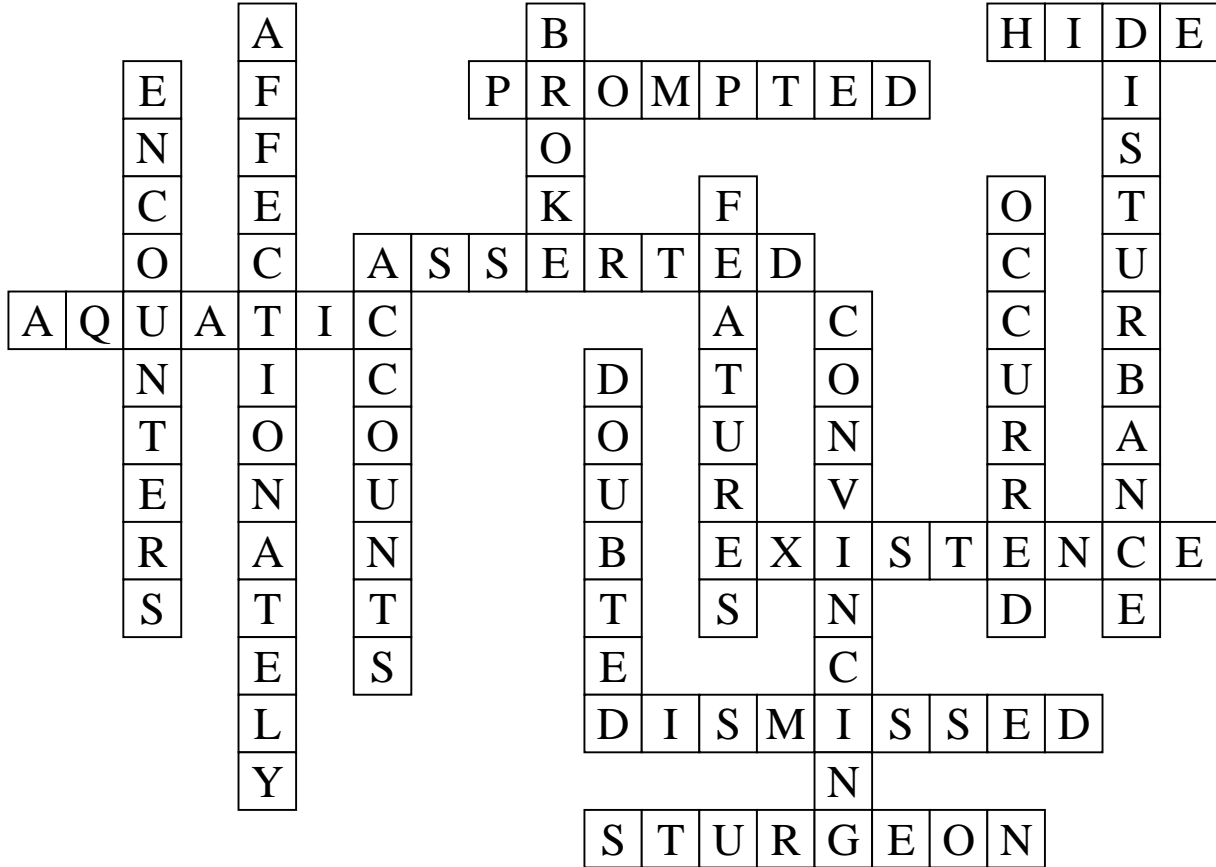 HIDE
PROMPTED
ASSERTED
AQUATIC
EXISTENCE
DISMISSED
STURGEON
AFFECTIONATELY
BROKE
DISTURBANCE
ENCOUNTERS
FEATURES
OCCURRED
ACCOUNTS
CONVINCING
DOUBTED